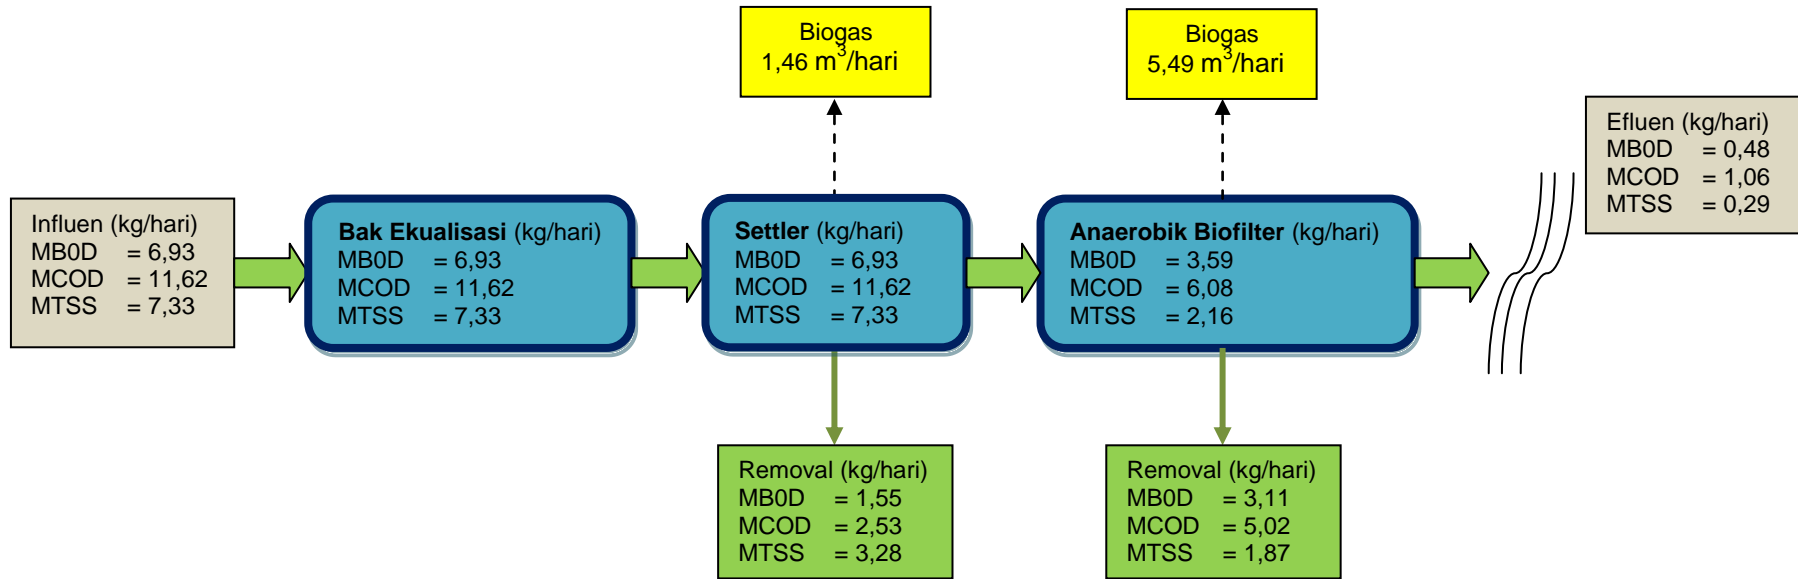 Biogas
1,46 m³/hari
Biogas
5,49 m³/hari
Influen (kg/hari)
MB0D = 6,93
MCOD = 11,62
MTSS = 7,33
Bak Ekualisasi (kg/hari)
MB0D = 6,93
MCOD = 11,62
MTSS = 7,33
Settler (kg/hari)
MB0D = 6,93
MCOD = 11,62
MTSS = 7,33
Anaerobik Biofilter (kg/hari)
MB0D = 3,59
MCOD = 6,08
MTSS = 2,16
Efluen (kg/hari)
MB0D = 0,48
MCOD = 1,06
MTSS = 0,29
Removal (kg/hari)
MB0D = 1,55
MCOD = 2,53
MTSS = 3,28
Removal (kg/hari)
MB0D = 3,11
MCOD = 5,02
MTSS = 1,87